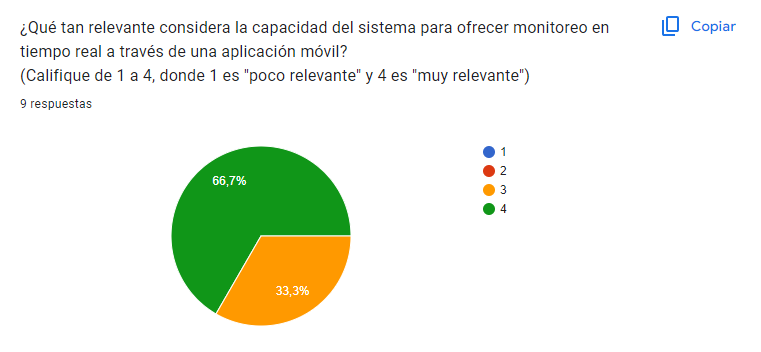 ¿Qué tan relevante considera la capacidad del sistema para ofrecer monitoreo en
tiempo real a través de una aplicación móvil?
(Califique de 1 a 4, donde 1 es "poco relevante" y 4 es "muy relevante")
Copiar
9 respuestas
66,7%
33,3%
1
2
3
4